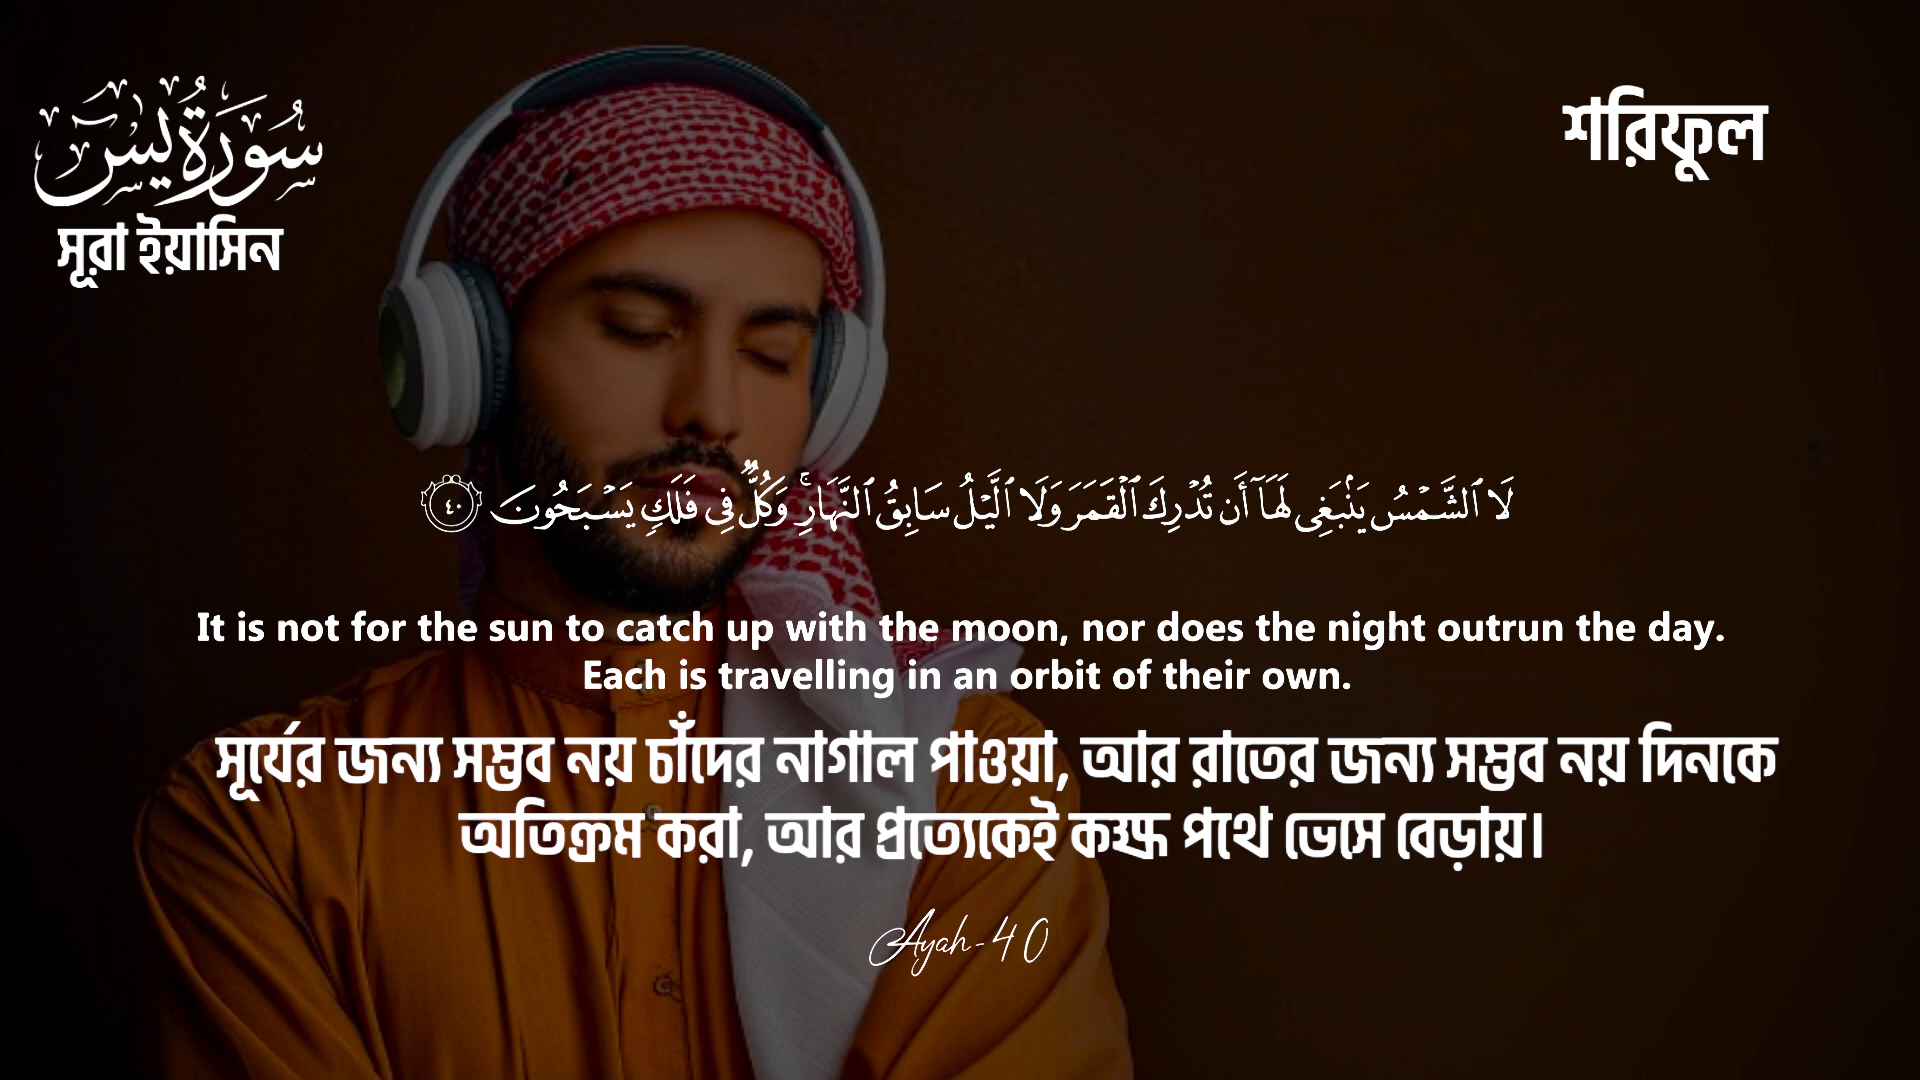 سُورَةُ يس
সূরা ইয়াসিন
শরিফুল
لَا ٱلشَّمْسُ يَنۢبَغِى لَهَآ أَن تُدْرِكَ ٱلْقَمَرَ وَلَا ٱلَّيْلُ سَابِقُ ٱلنَّهَارِ ۚ وَكُلٌّ فِى فَلَكٍ يَسْبَحُونَ ٤٠
It is not for the sun to catch up with the moon, nor does the night outrun the day.
Each is travelling in an orbit of their own.
সূর্যের জন্য সম্ভব নয় চাঁদের নাগাল পাওয়া, আর রাতের জন্য সম্ভব নয় দিনকে
অতিক্রম করা, আর প্রত্যেকেই কক্ষ পথে ভেসে বেড়ায়।
Ayah-40